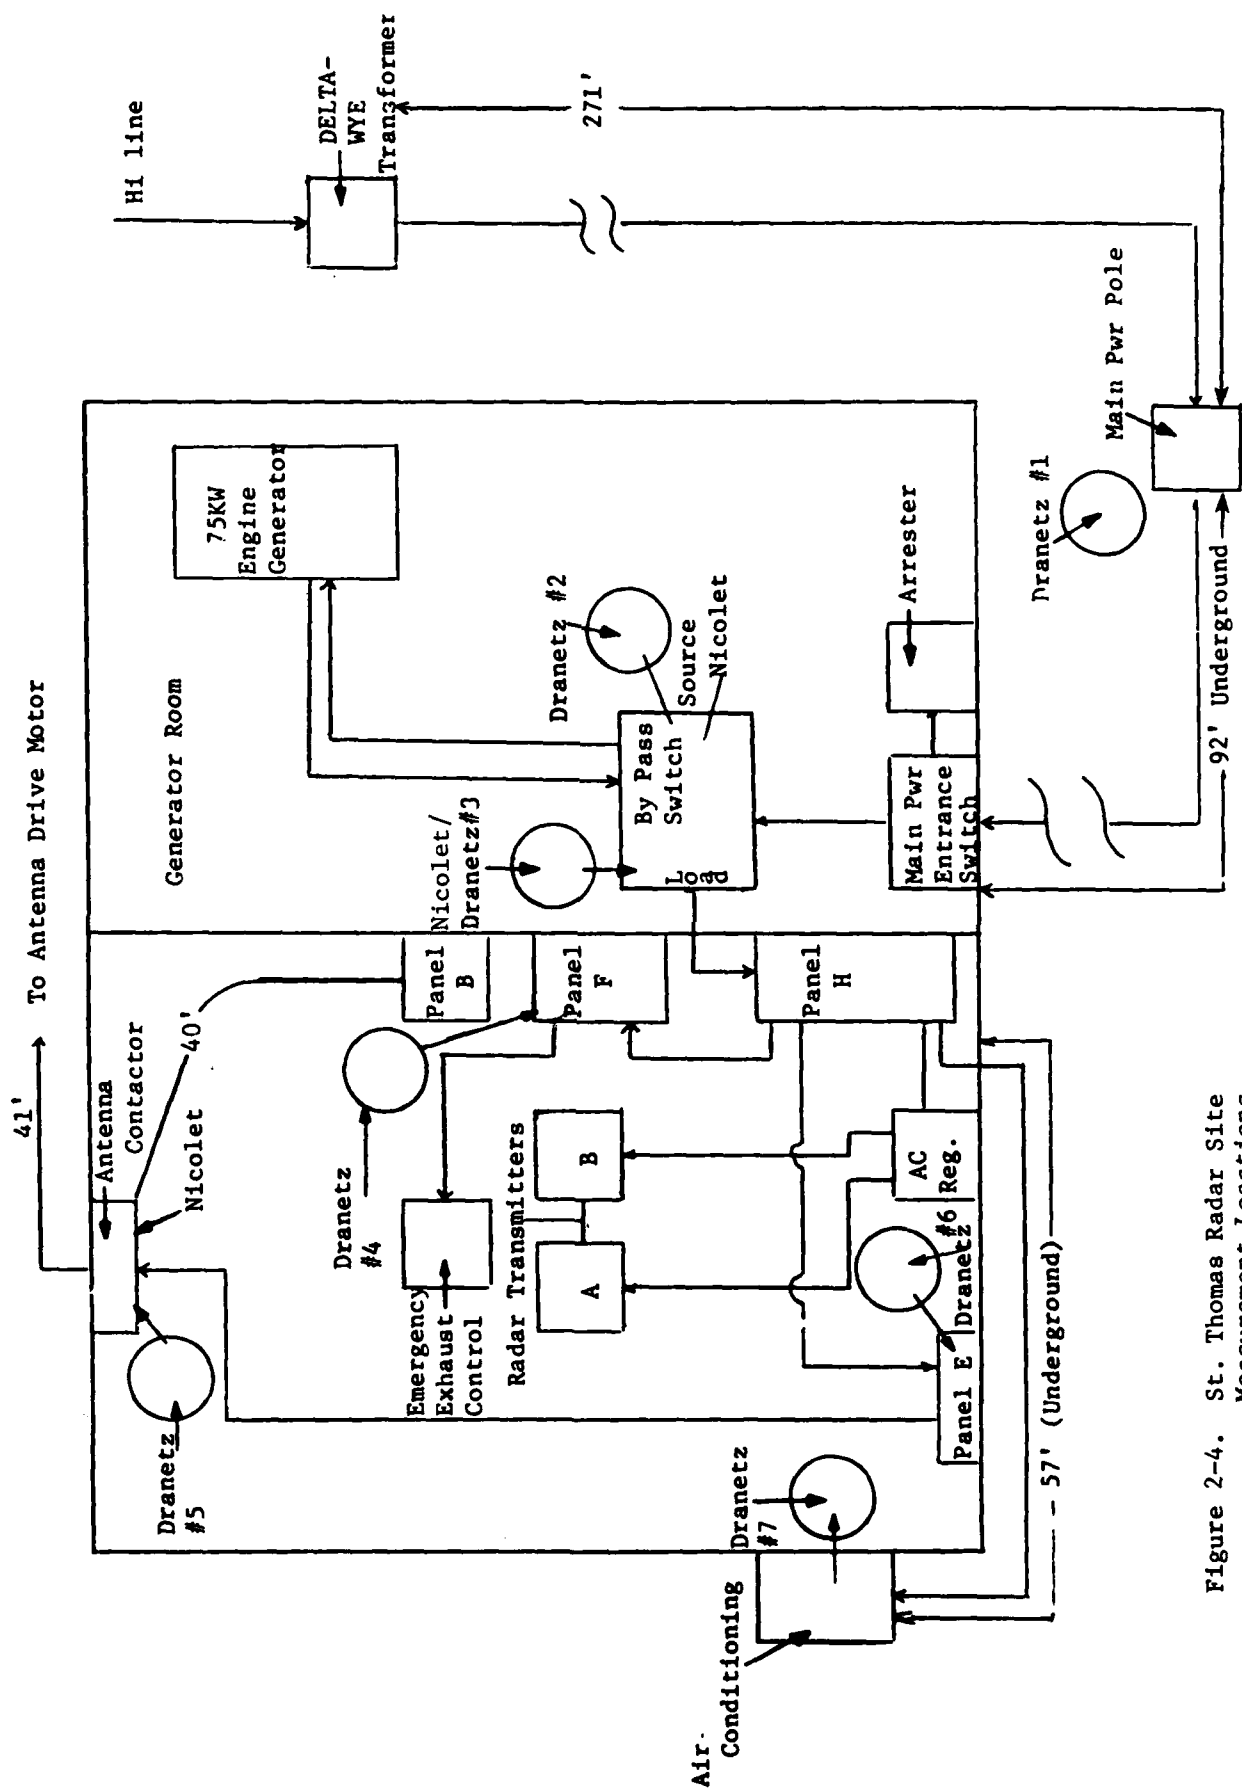 41'
To Antenna Drive Motor
Hi line
Antenna
Contactor
Nicolet
40'
Generator Room
DELTA-
WYE
Transformer
Dranetz
#5
75KW
Engine
Generator
Dranetz
#4
Panel
B
Nicolet/
Dranetz#3
Emergency
Exhaust
Control
Radar Transmitters
A
B
Panel
F
Dranetz #2
271'
By Pass
Switch
Load
Source
Nicolet
Air
Conditioning
Dranetz
#7
Panel
H
Panel E
Dranetz
#6
AC
Reg.
Main Pwr
Entrance
Switch
Arrester
57' (Underground)
Dranetz #1
Main Pwr Pole
92' Underground
Figure 2-4. St. Thomas Radar Site
Measurement Locations